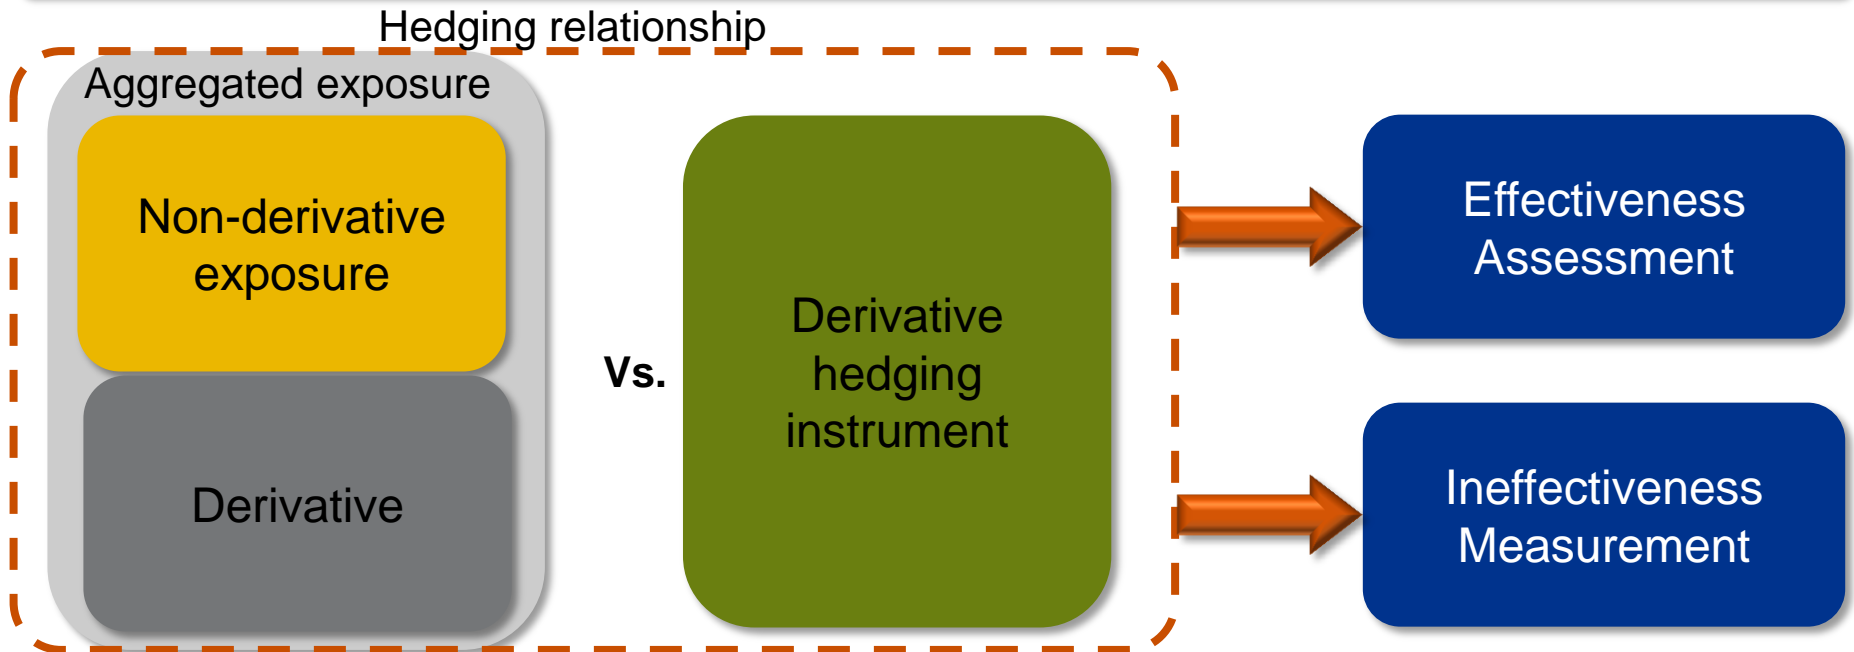 Hedging relationship
Aggregated exposure
Non-derivative
exposure
Derivative
Vs.
Derivative
hedging
instrument
Effectiveness
Assessment
Ineffectiveness
Measurement